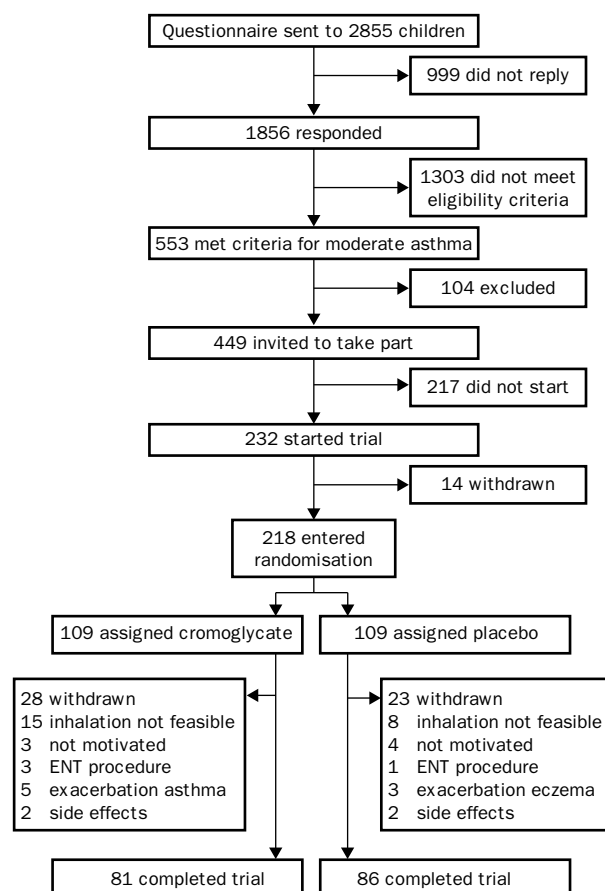 Questionnaire sent to 2855 children
999 did not reply
1856 responded
1303 did not meet
eligibility criteria
553 met criteria for moderate asthma
104 excluded
449 invited to take part
217 did not start
232 started trial
14 withdrawn
218 entered
randomisation
109 assigned cromoglycate
109 assigned placebo
28 withdrawn
15 inhalation not feasible
3 not motivated
3 ENT procedure
5 exacerbation asthma
2 side effects
23 withdrawn
8 inhalation not feasible
4 not motivated
1 ENT procedure
3 exacerbation eczema
2 side effects
81 completed trial
86 completed trial